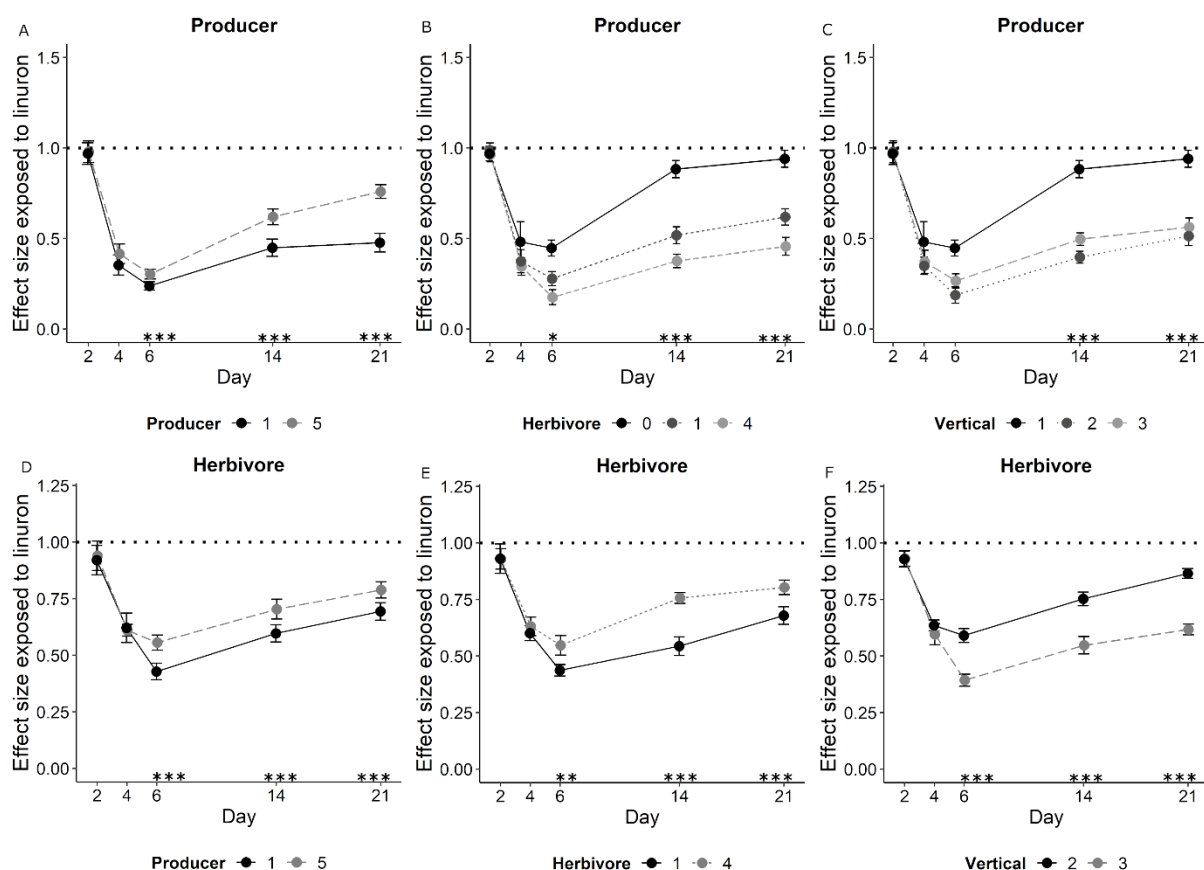 A
Producer
Effect size exposed to linuron
1.5
1.0
0.5
0.0
*** *** ***
2 4 6 14 21
Day
Producer 1 5
B
Producer
Effect size exposed to linuron
1.5
1.0
0.5
0.0
* *** ***
2 4 6 14 21
Day
Herbivore 0 1 4
C
Producer
Effect size exposed to linuron
1.5
1.0
0.5
0.0
*** ***
2 4 6 14 21
Day
Vertical 1 2 3
D
Herbivore
Effect size exposed to linuron
1.25
1.00
0.75
0.50
0.25
0.00
*** *** ***
2 4 6 14 21
Day
Producer 1 5
E
Herbivore
Effect size exposed to linuron
1.25
1.00
0.75
0.50
0.25
0.00
** *** ***
2 4 6 14 21
Day
Herbivore 1 4
F
Herbivore
Effect size exposed to linuron
1.25
1.00
0.75
0.50
0.25
0.00
*** *** ***
2 4 6 14 21
Day
Vertical 2 3